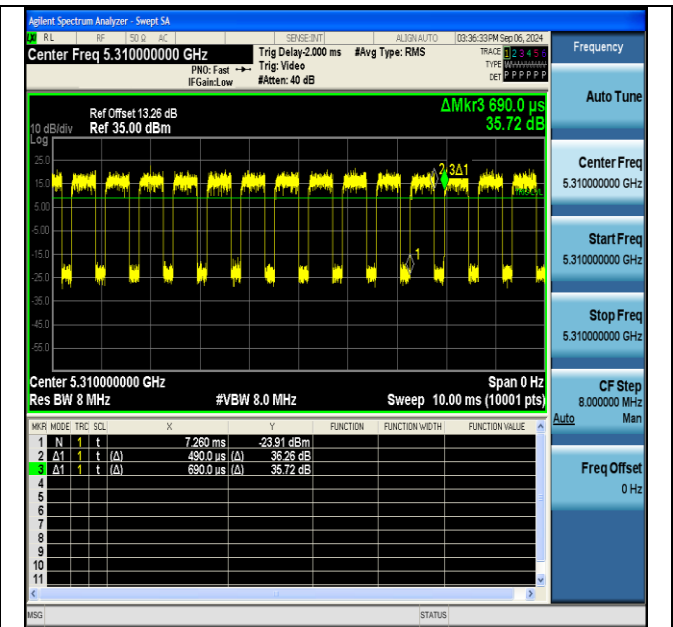 Agilent Spectrum Analyzer - Swept SA
RL RF 50 Ω AC SENSE:INT ALIGN AUTO 03:36:33PM Sep 06, 2024
Center Freq 5.310000000 GHz Trig Delay-2.000 ms #Avg Type: RMS TRACE 1 2 3 4 5 6
PNO: Fast Trig: Video TYPE
IFGain:Low #Atten: 40 dB DET P P P P P P
Ref Offset 13.26 dB ΔMkr3 690.0 µs
10 dB/div Ref 35.00 dBm 35.72 dB
Log
25.0
2 3Δ1
15.0
5.00
-5.00
-15.0
1
-25.0
-35.0
-45.0
-55.0
Center 5.310000000 GHz Span 0 Hz
Res BW 8 MHz #VBW 8.0 MHz Sweep 10.00 ms (10001 pts)
MKR MODE TRC SCL X Y FUNCTION FUNCTION WIDTH FUNCTION VALUE
1 N 1 t 7.260 ms -23.91 dBm
2 Δ1 1 t (Δ) 490.0 µs (Δ) 36.26 dB
3 Δ1 1 t (Δ) 690.0 µs (Δ) 35.72 dB
4
5
6
7
8
9
10
11
MSG STATUS
Frequency
Auto Tune
Center Freq
5.310000000 GHz
Start Freq
5.310000000 GHz
Stop Freq
5.310000000 GHz
CF Step
8.000000 MHz
Auto Man
Freq Offset
0 Hz